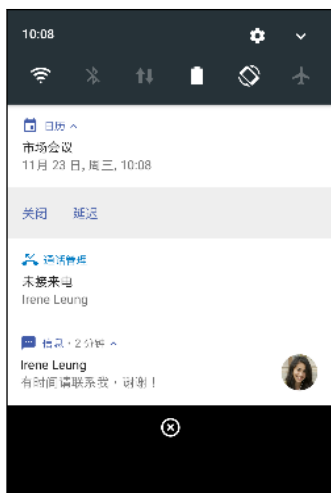 10:08
日历
市场会议
11月 23 日, 周三, 10:08
关闭 延迟
通话管理
未接来电
Irene Leung
信息 · 2 分钟
Irene Leung
有时间请联系我，谢谢！